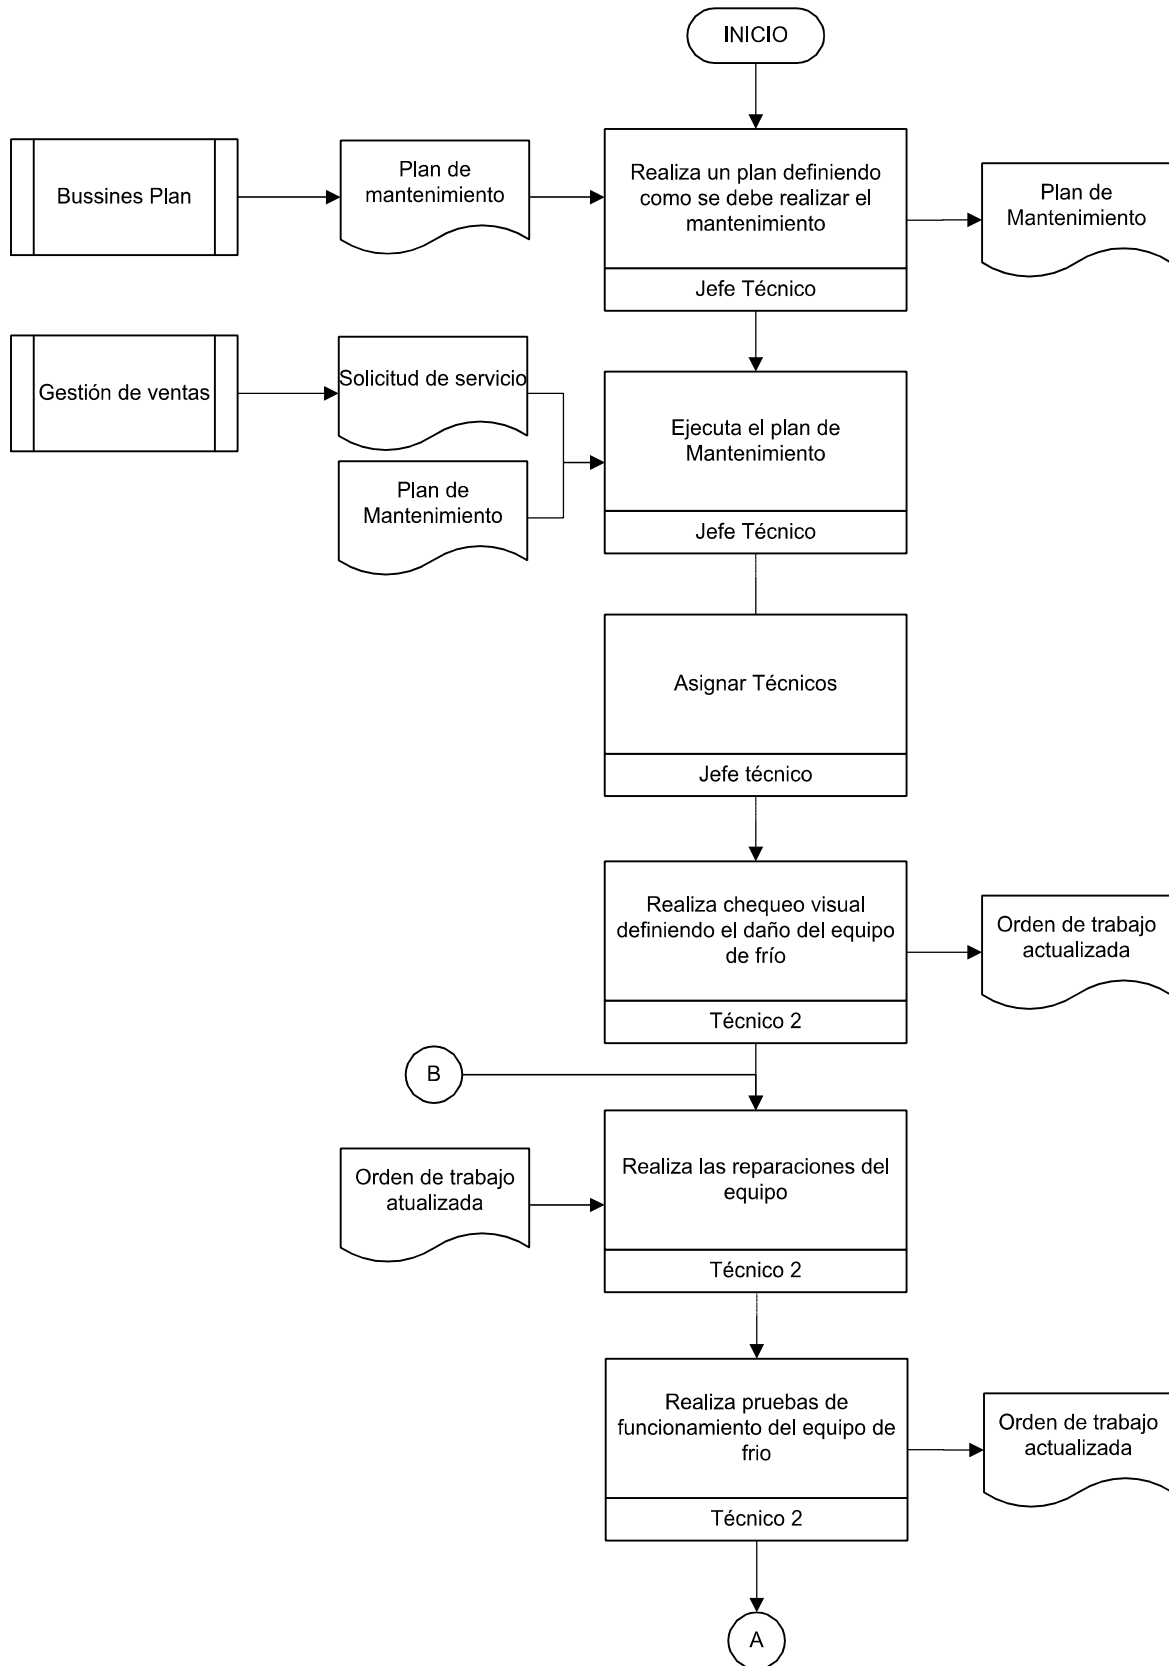 INICIO
Bussines Plan
Plan de
mantenimiento
Realiza un plan definiendo
como se debe realizar el
mantenimiento
Jefe Técnico
Plan de
Mantenimiento
Gestión de ventas
Solicitud de servicio
Plan de
Mantenimiento
Ejecuta el plan de
Mantenimiento
Jefe Técnico
Asignar Técnicos
Jefe técnico
Realiza chequeo visual
definiendo el daño del equipo
de frío
Técnico 2
Orden de trabajo
actualizada
B
Orden de trabajo
atualizada
Realiza las reparaciones del
equipo
Técnico 2
Realiza pruebas de
funcionamiento del equipo de
frio
Técnico 2
Orden de trabajo
actualizada
A